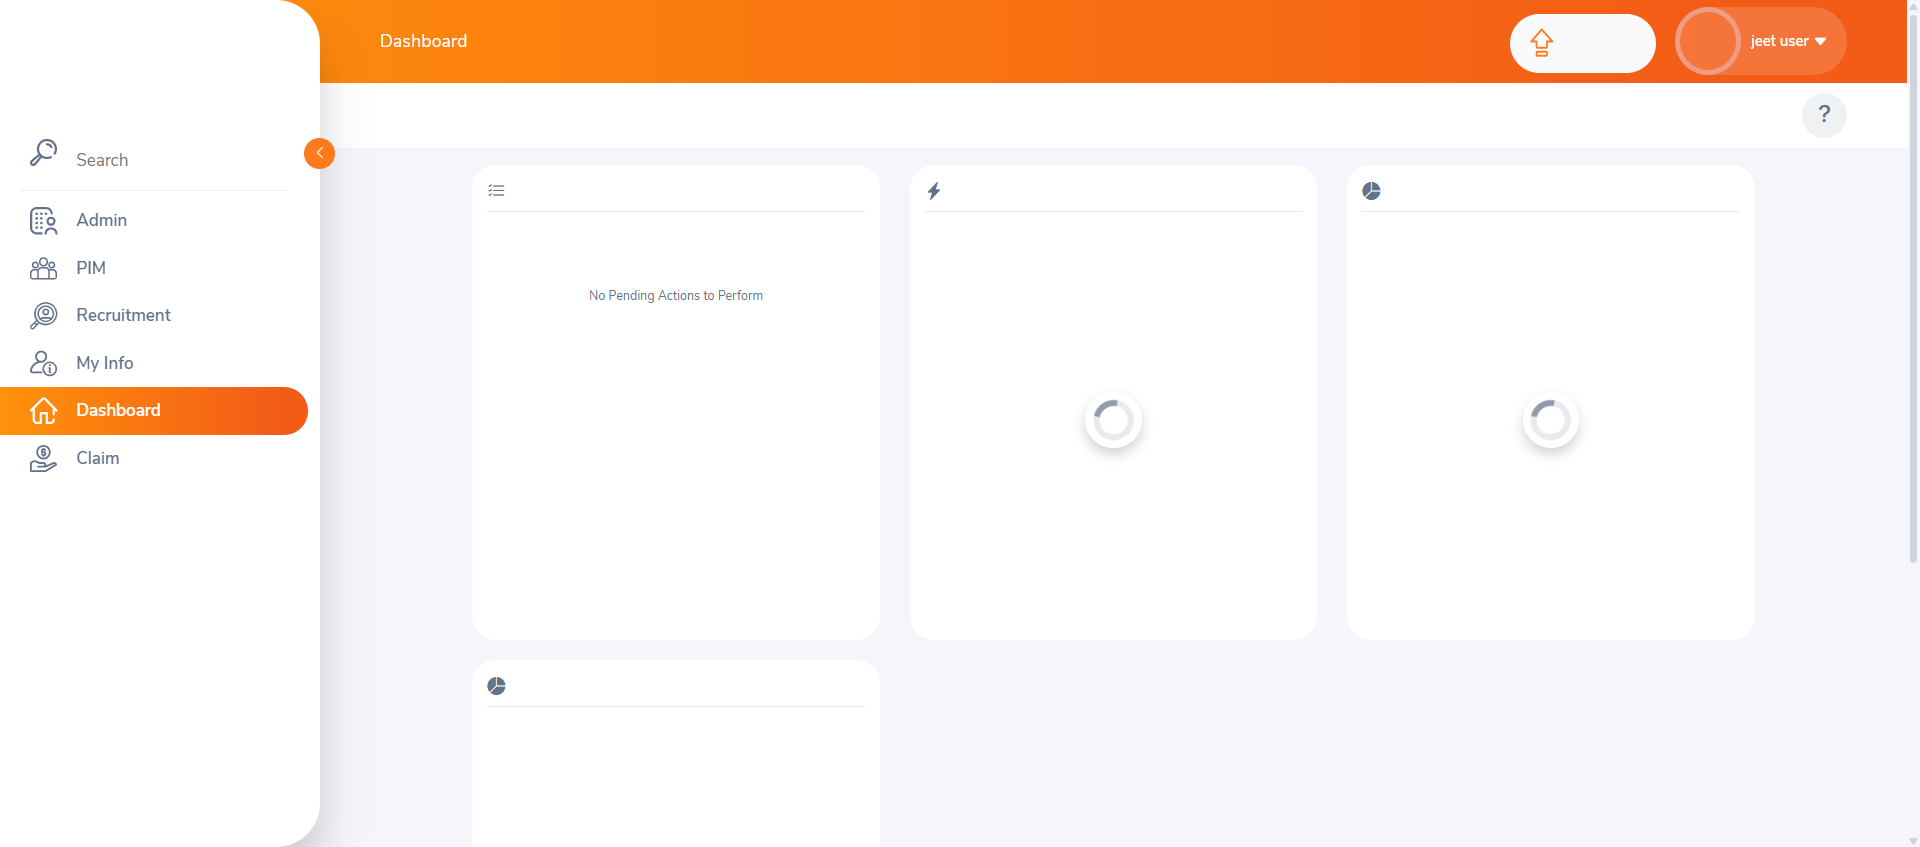 Dashboard
jeet user
?
Search
Admin
PIM
Recruitment
My Info
Dashboard
Claim
No Pending Actions to Perform